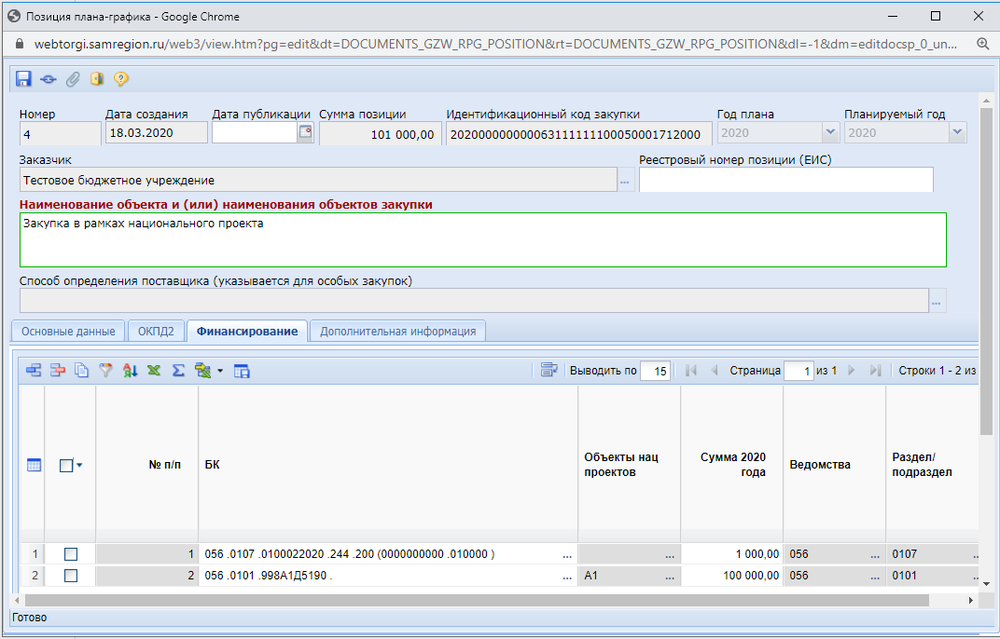 Позиция плана-графика - Google Chrome
webtorgi.samregion.ru/web3/view.htm?pg=edit&dt=DOCUMENTS_GZW_RPG_POSITION&rt=DOCUMENTS_GZW_RPG_POSITION&dl=-1&dm=editdocsp_0_un...
Номер Дата создания Дата публикации Сумма позиции Идентификационный код закупки Год плана Планируемый год
4 18.03.2020 101 000,00 2020000000000631111111100050001712000 2020 2020
Заказчик Реестровый номер позиции (ЕИС)
Тестовое бюджетное учреждение ...
Наименование объекта и (или) наименования объектов закупки
Закупка в рамках национального проекта
Способ определения поставщика (указывается для особых закупок)
...
Основные данные ОКПД2 Финансирование Дополнительная информация
Выводить по 15 Страница 1 из 1 Строки 1 - 2 из
№ п/п БК Объекты нац проектов Сумма 2020 года Ведомства Раздел/ подраздел
1 1 056 .0107 .0100022020 .244 .200 (0000000000 .010000 ) ... ... 1 000,00 056 ... 0107 ..
2 2 056 .0101 .998А1Д5190 . ... А1 ... 100 000,00 056 ... 0101 ..
Готово